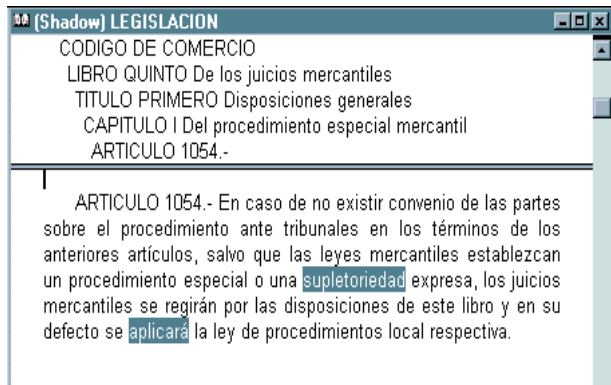 (Shadow) LEGISLACION
CODIGO DE COMERCIO
LIBRO QUINTO De los juicios mercantiles
TITULO PRIMERO Disposiciones generales
CAPITULO I Del procedimiento especial mercantil
ARTICULO 1054.-
ARTICULO 1054.- En caso de no existir convenio de las partes
sobre el procedimiento ante tribunales en los términos de los
anteriores artículos, salvo que las leyes mercantiles establezcan
un procedimiento especial o una supletoriedad expresa, los juicios
mercantiles se regirán por las disposiciones de este libro y en su
defecto se aplicará la ley de procedimientos local respectiva.